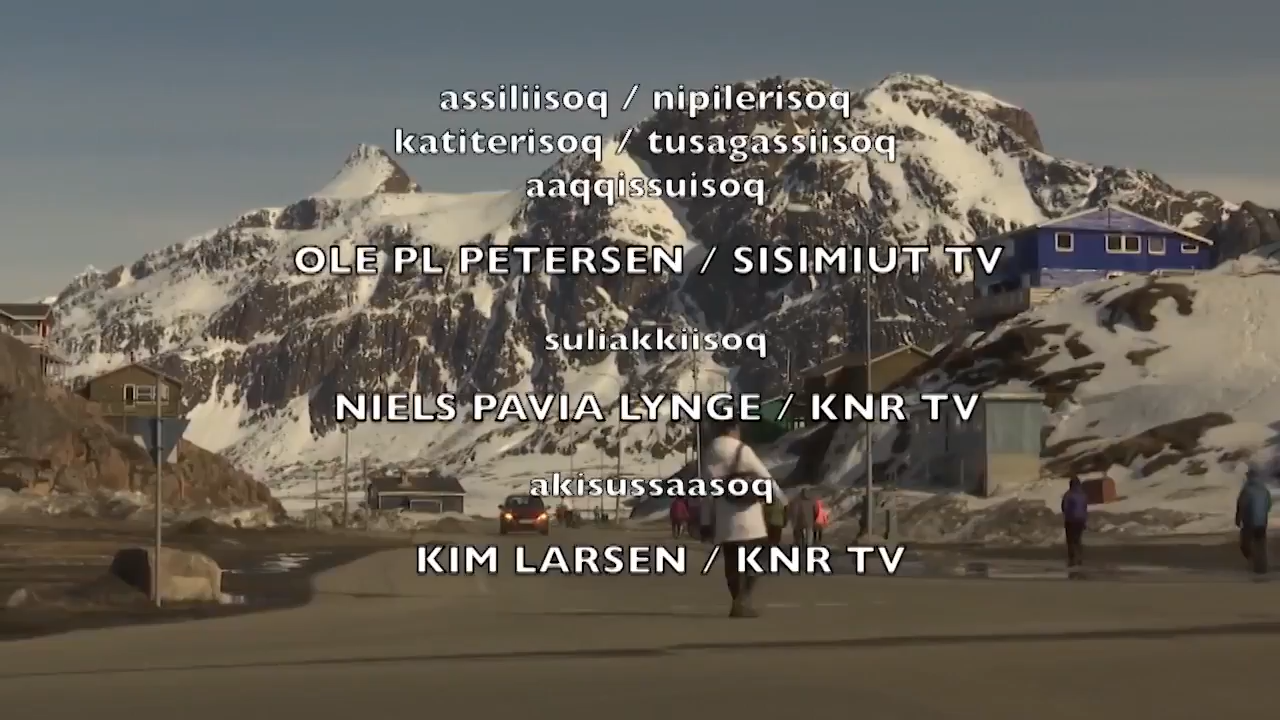 assiliisoq / nipilerisoq
katiterisoq / tusagassiisoq
aaqqissuisoq
OLE PL PETERSEN / SISIMIUT TV
suliakkiisoq
NIELS PAVIA LYNGE / KNR TV
akisussaasoq
KIM LARSEN / KNR TV